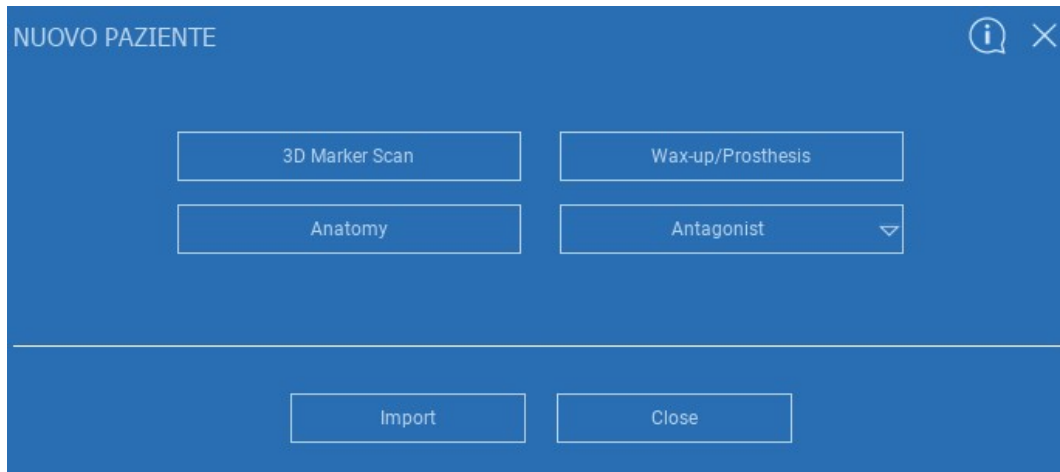 NUOVO PAZIENTE
3D Marker Scan
Wax-up/Prosthesis
Anatomy
Antagonist
Import
Close